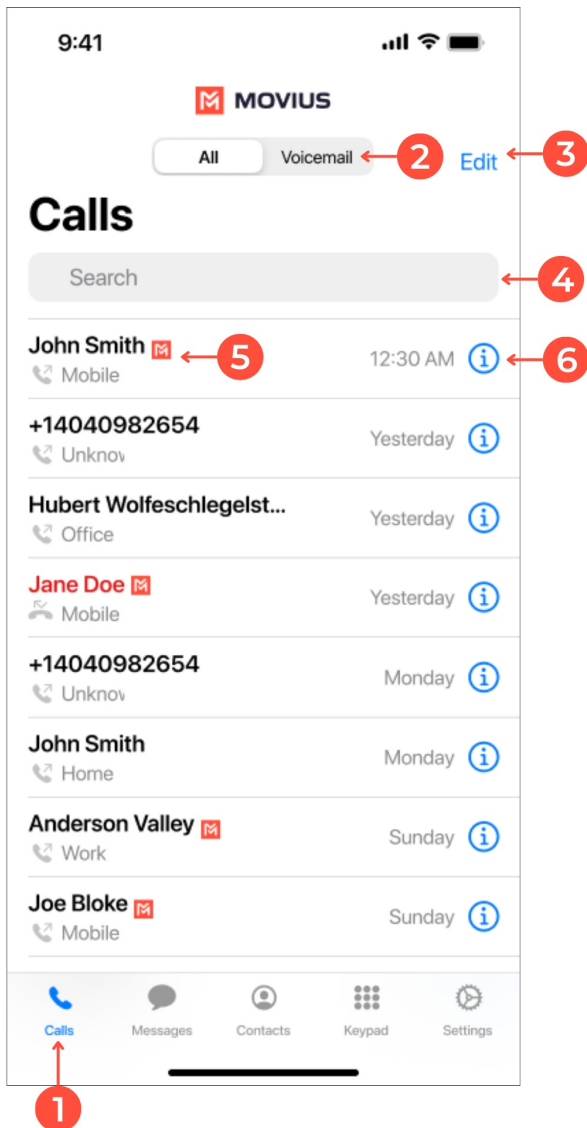 9:41
MOVIUS
All Voicemail 2 Edit 3
Calls
Search 4
John Smith 5 12:30 AM 6
Mobile
+14040982654 Yesterday
Unknov
Hubert Wolfeschlegelst... Yesterday
Office
Jane Doe Yesterday
Mobile
+14040982654 Monday
Unknov
John Smith Monday
Home
Anderson Valley Sunday
Work
Joe Bloke Sunday
Mobile
Calls Messages Contacts Keypad Settings
1